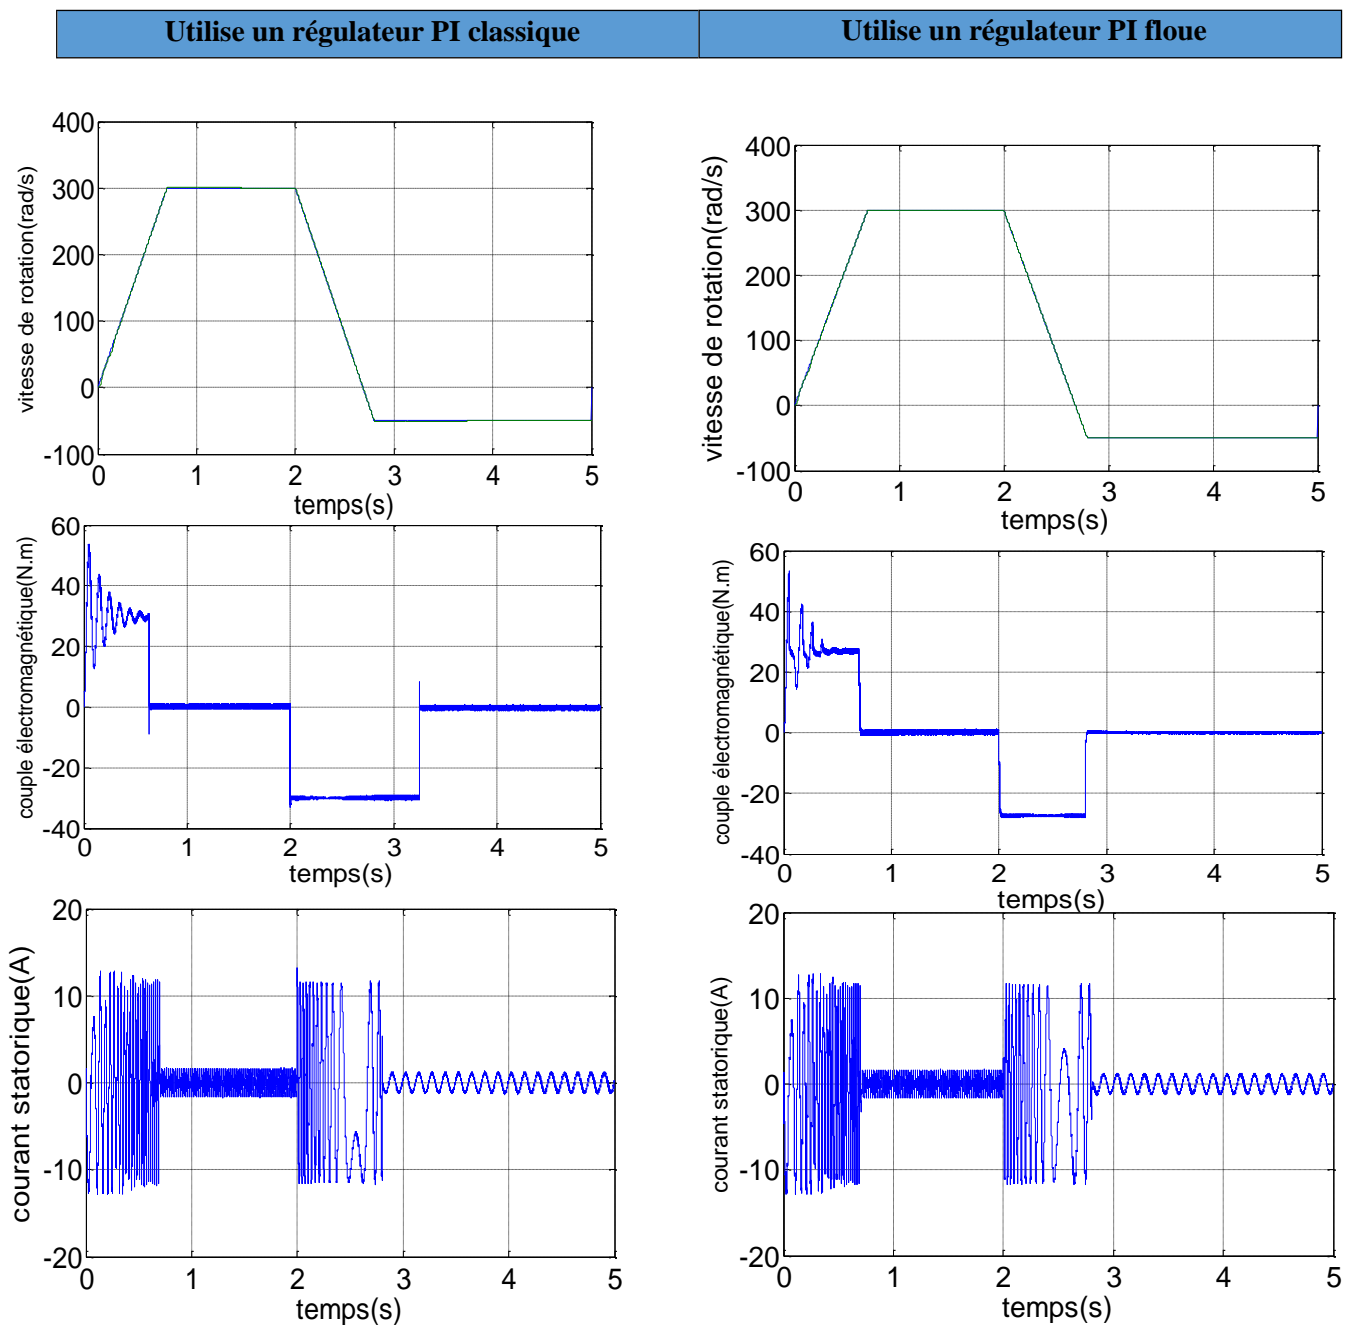 Utilise un régulateur PI classique
Utilise un régulateur PI floue
400
300
200
100
0
-100
0 1 2 3 4 5
vitesse de rotation(rad/s)
temps(s)
400
300
200
100
0
-100
0 1 2 3 4 5
vitesse de rotation(rad/s)
temps(s)
60
40
20
0
-20
-40
0 1 2 3 4 5
couple électromagnétique(N.m)
temps(s)
60
40
20
0
-20
-40
0 1 2 3 4 5
couple électromagnétique(N.m)
temps(s)
20
10
0
-10
-20
0 1 2 3 4 5
courant statorique(A)
temps(s)
20
10
0
-10
-20
0 1 2 3 4 5
courant statorique(A)
temps(s)